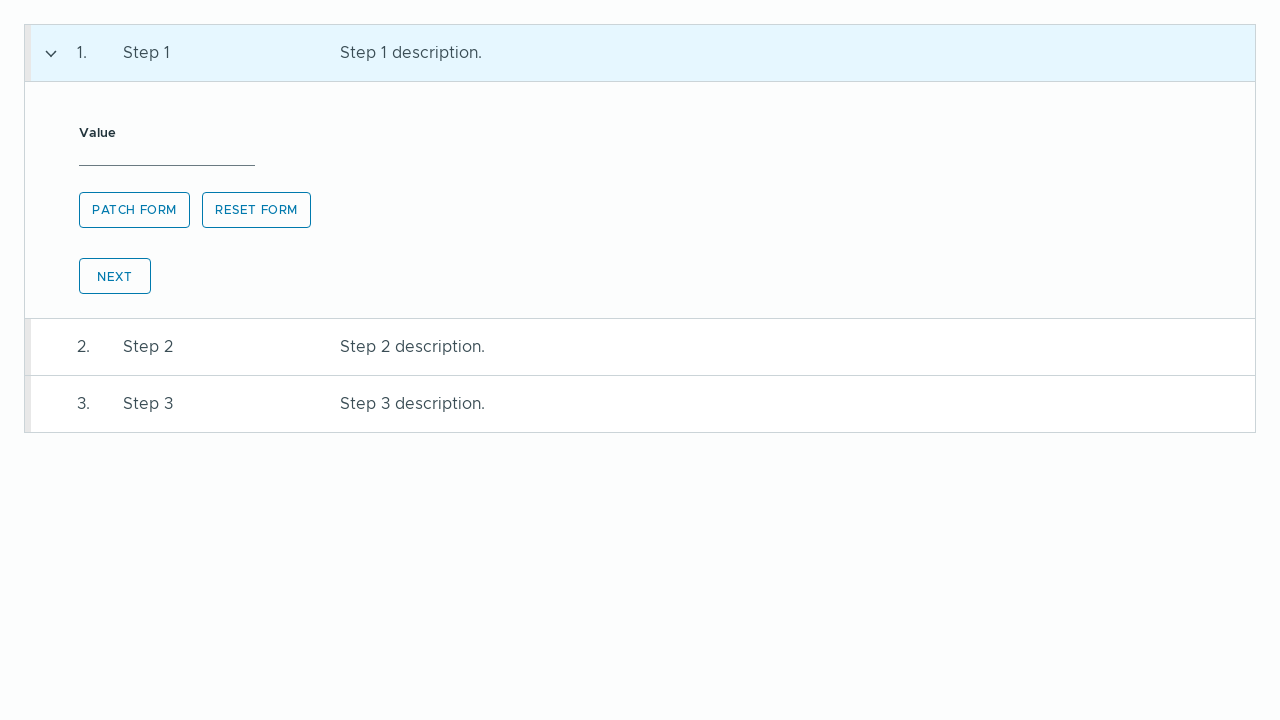 1. Step 1 Step 1 description.
Value
PATCH FORM RESET FORM
NEXT
2. Step 2 Step 2 description.
3. Step 3 Step 3 description.